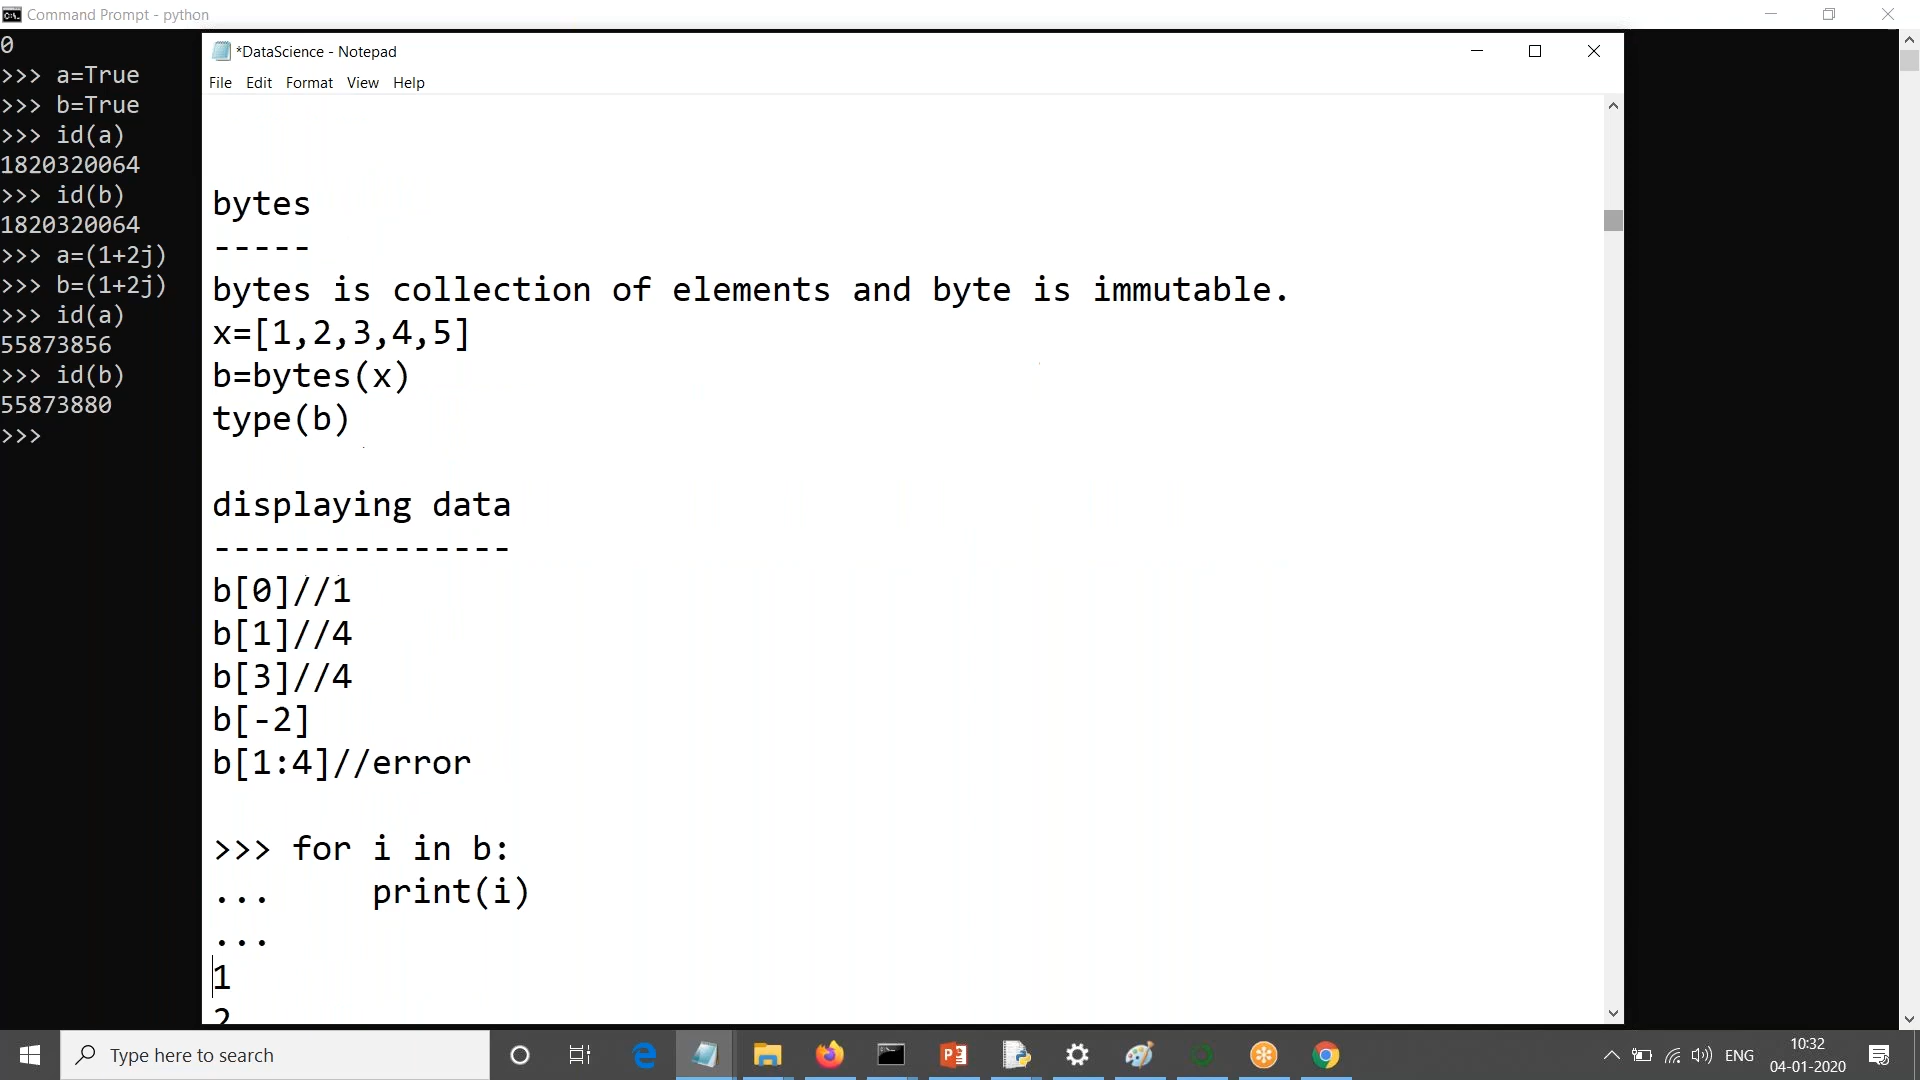 Command Prompt - python
0
>>> a=True
>>> b=True
>>> id(a)
1820320064
>>> id(b)
1820320064
>>> a=(1+2j)
>>> b=(1+2j)
>>> id(a)
55873856
>>> id(b)
55873880
>>>
*DataScience - Notepad
File Edit Format View Help
bytes
-----
bytes is collection of elements and byte is immutable.
x=[1,2,3,4,5]
b=bytes(x)
type(b)
displaying data
---------------
b[0]//1
b[1]//4
b[3]//4
b[-2]
b[1:4]//error
>>> for i in b:
...     print(i)
...
1
2
Type here to search
ENG
10:32
04-01-2020